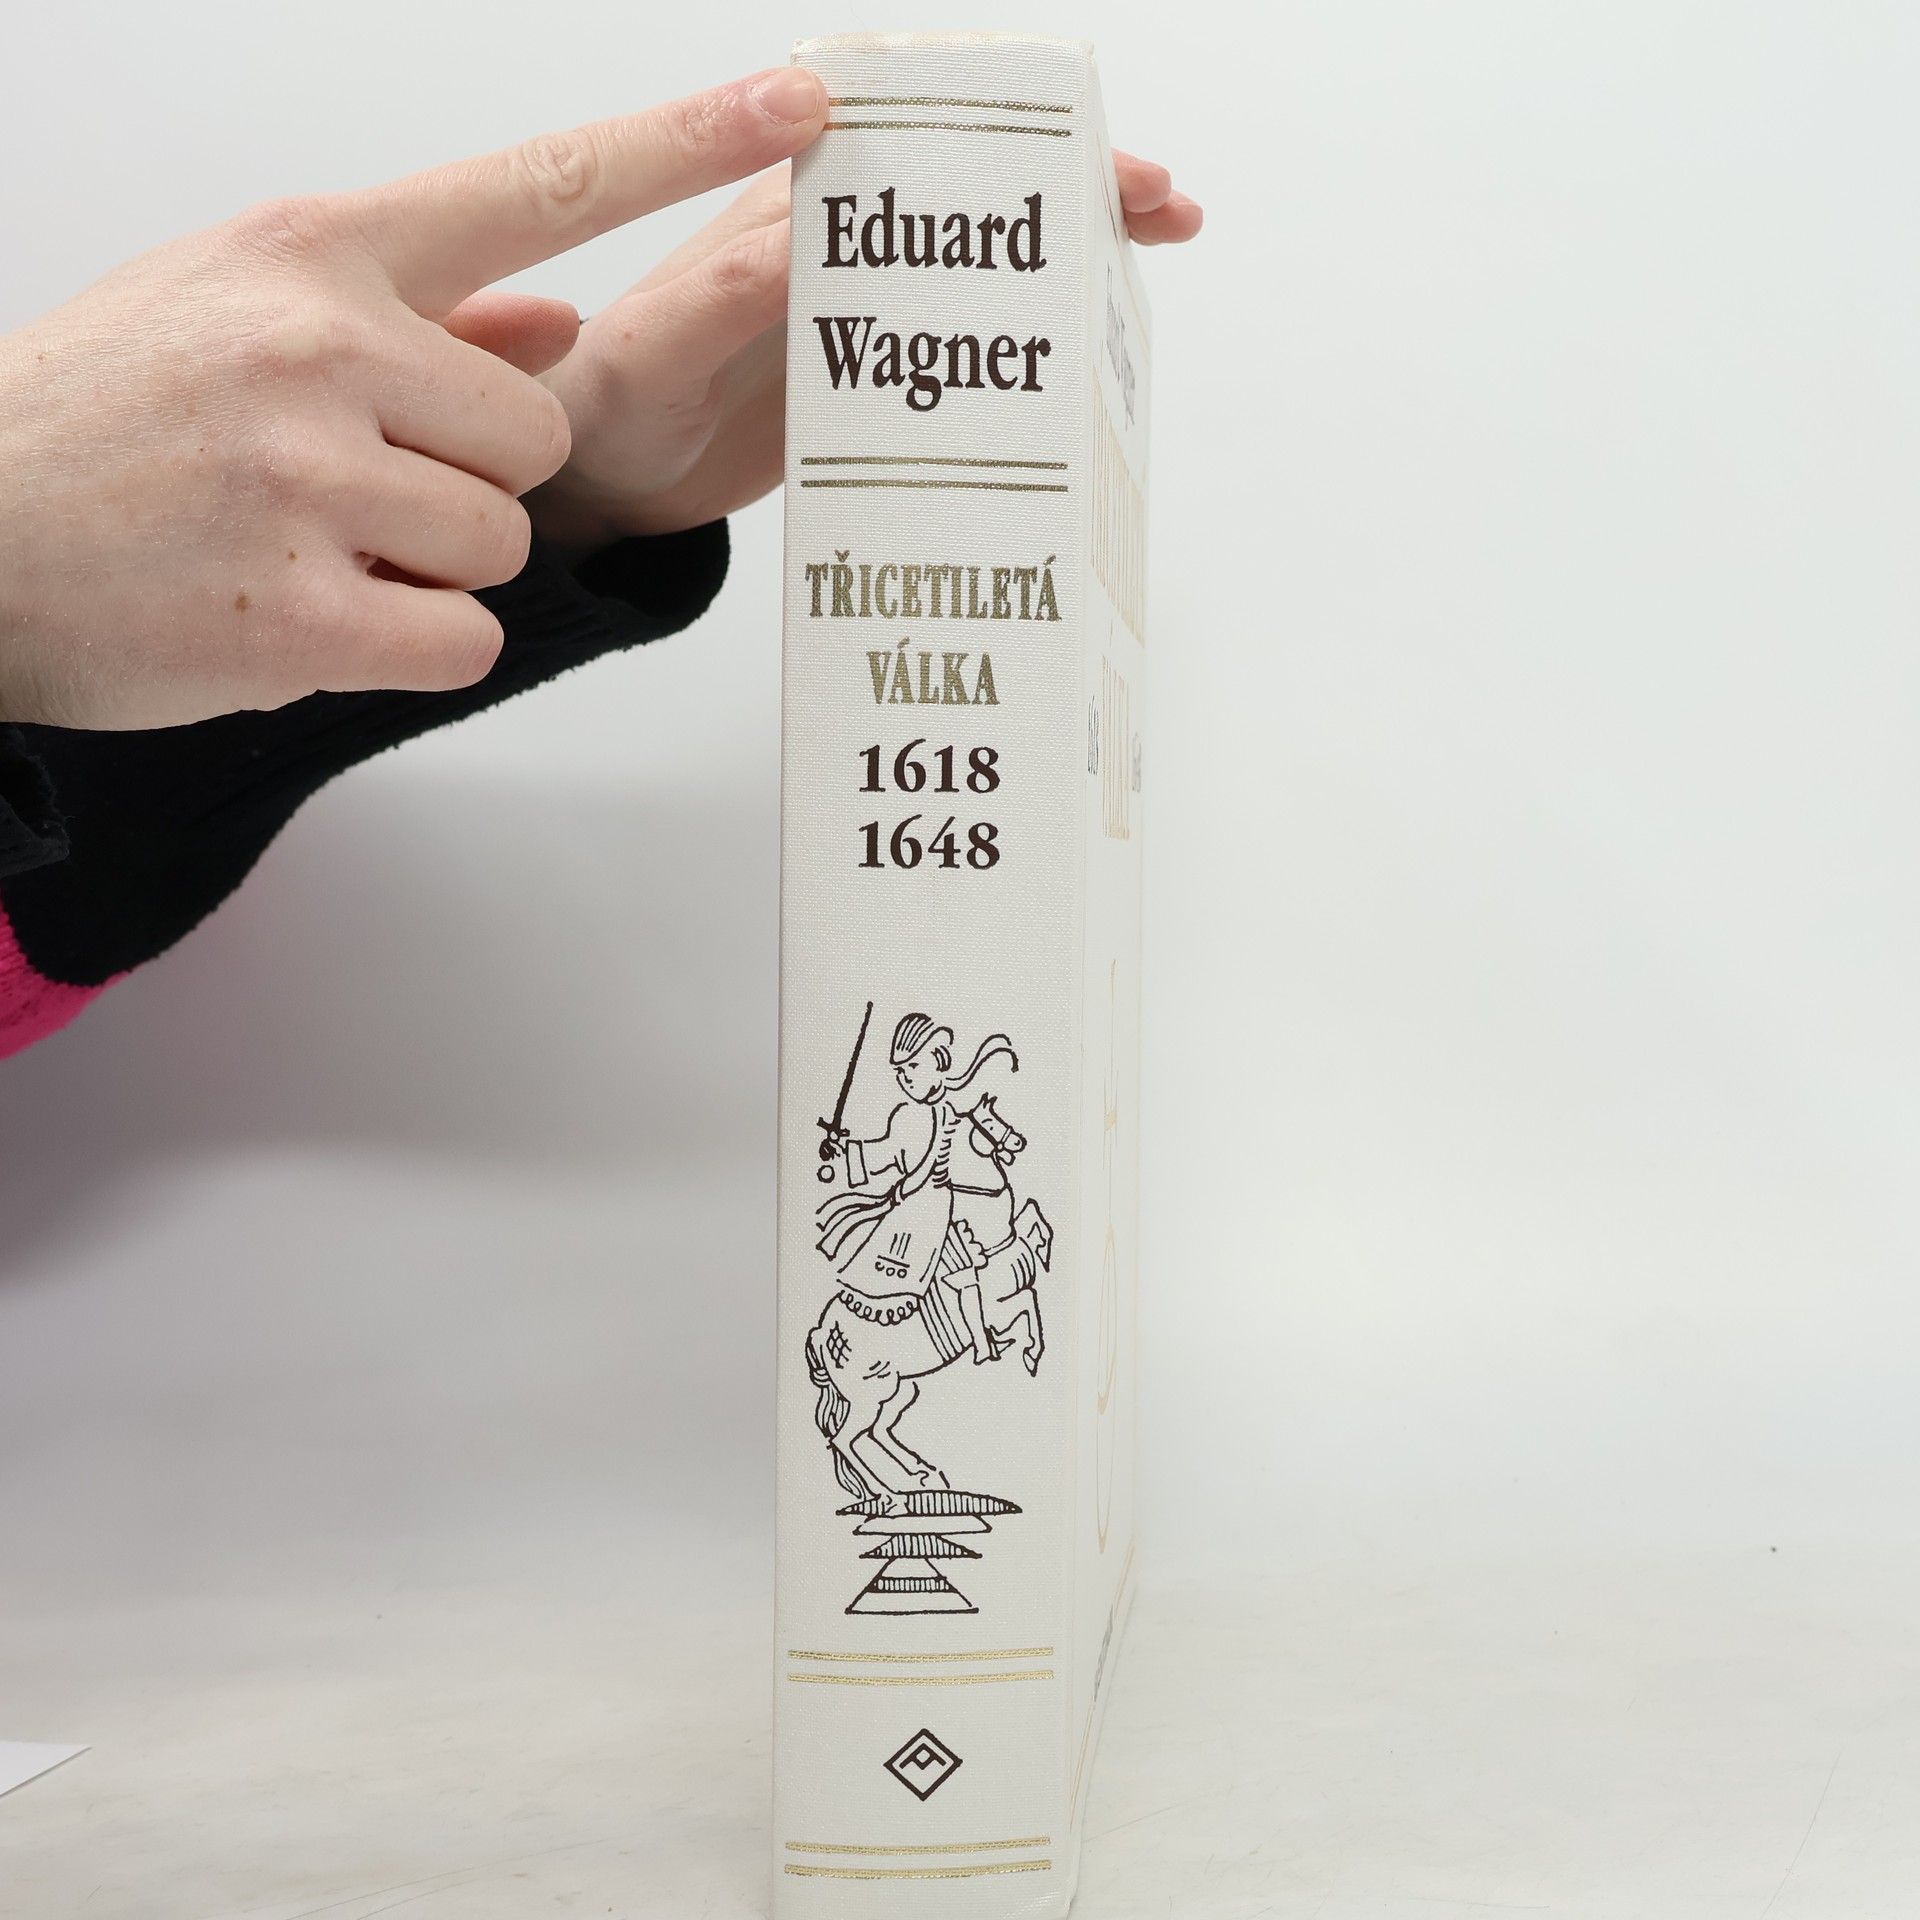 Eduard
Wagner
TŘICETILETÁ
VÁLKA
1618
1648